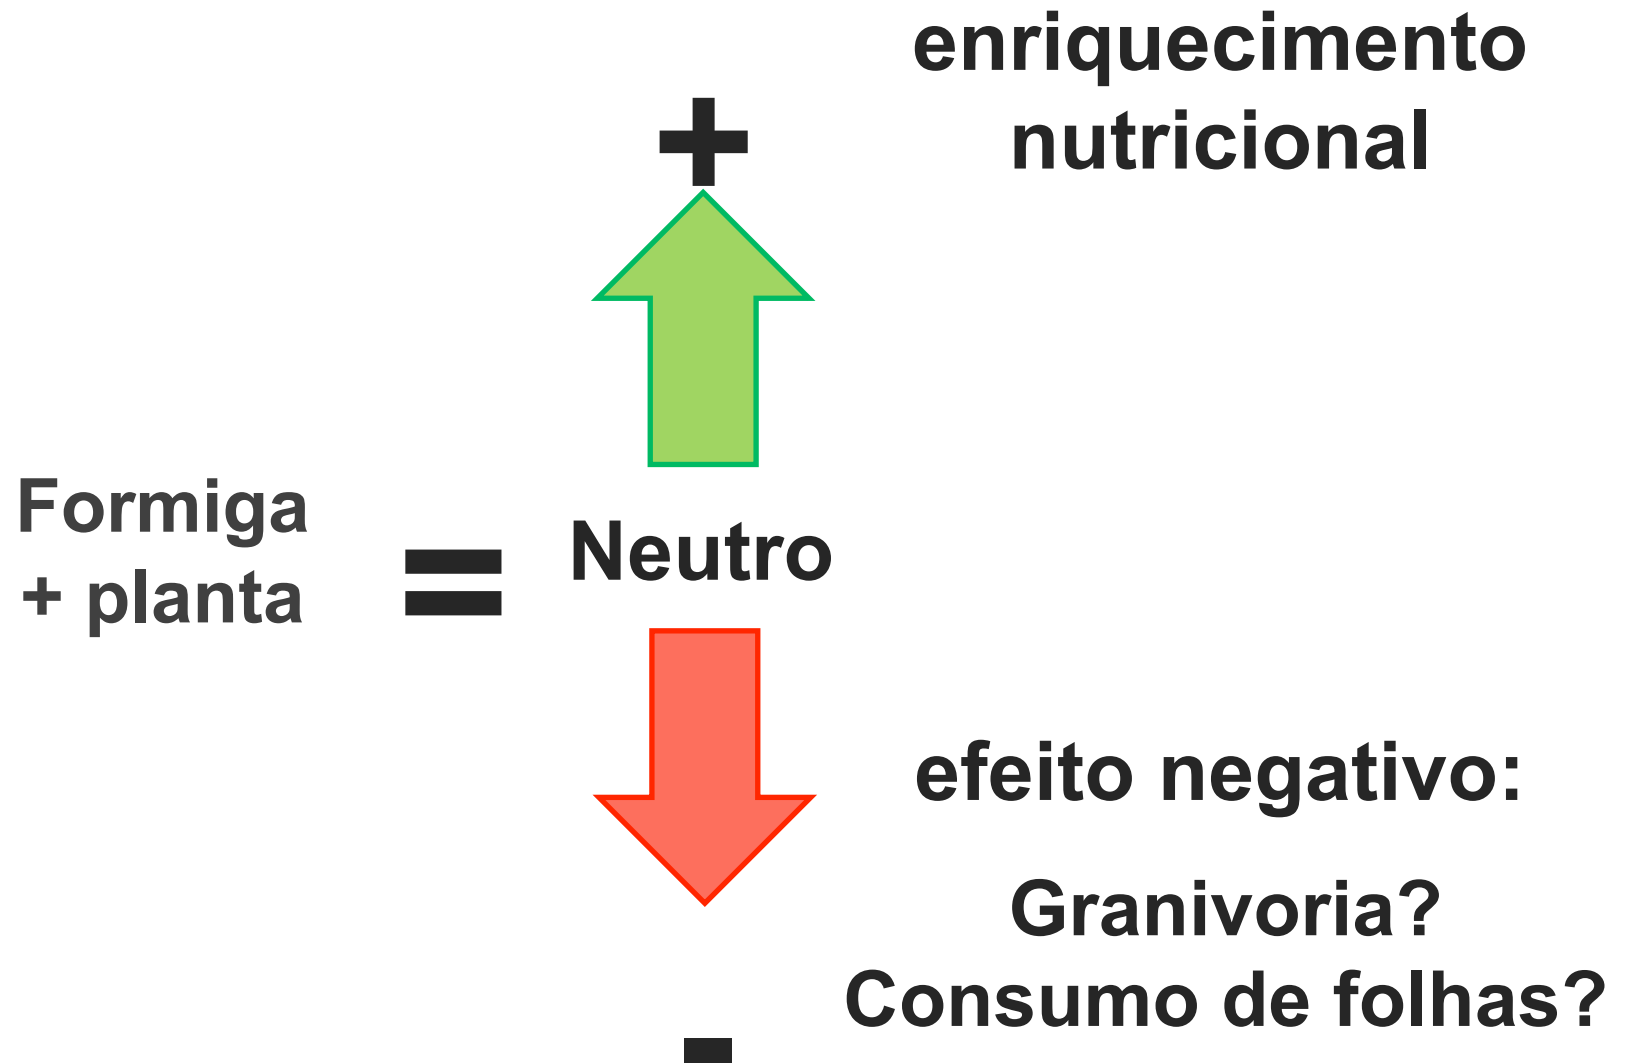 enriquecimento
nutricional
+
Formiga
+ planta
=
Neutro
efeito negativo:
Granivoria?
Consumo de folhas?
-